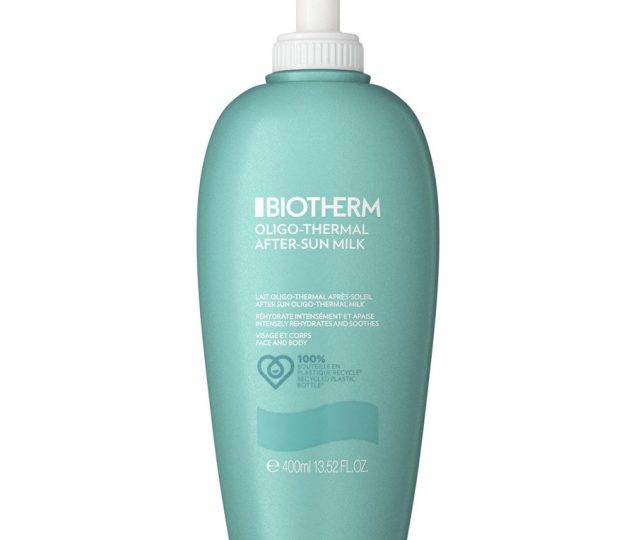 BIOTHERM
OLIGO-THERMAL
AFTER-SUN MILK
LAIT OLIGO-THERMAL APRÈS-SOLEIL
AFTER SUN OLIGO-THERMAL MILK
RÉHYDRATE INTENSÉMENT ET APAISE
INTENSELY REHYDRATES AND SOOTHES
VISAGE ET CORPS
FACE AND BODY
100%
BOUTEILLE EN
PLASTIQUE RECYCLÉ*
RECYCLED PLASTIC
BOTTLE*
℮ 400ml 13.52 FL.OZ.